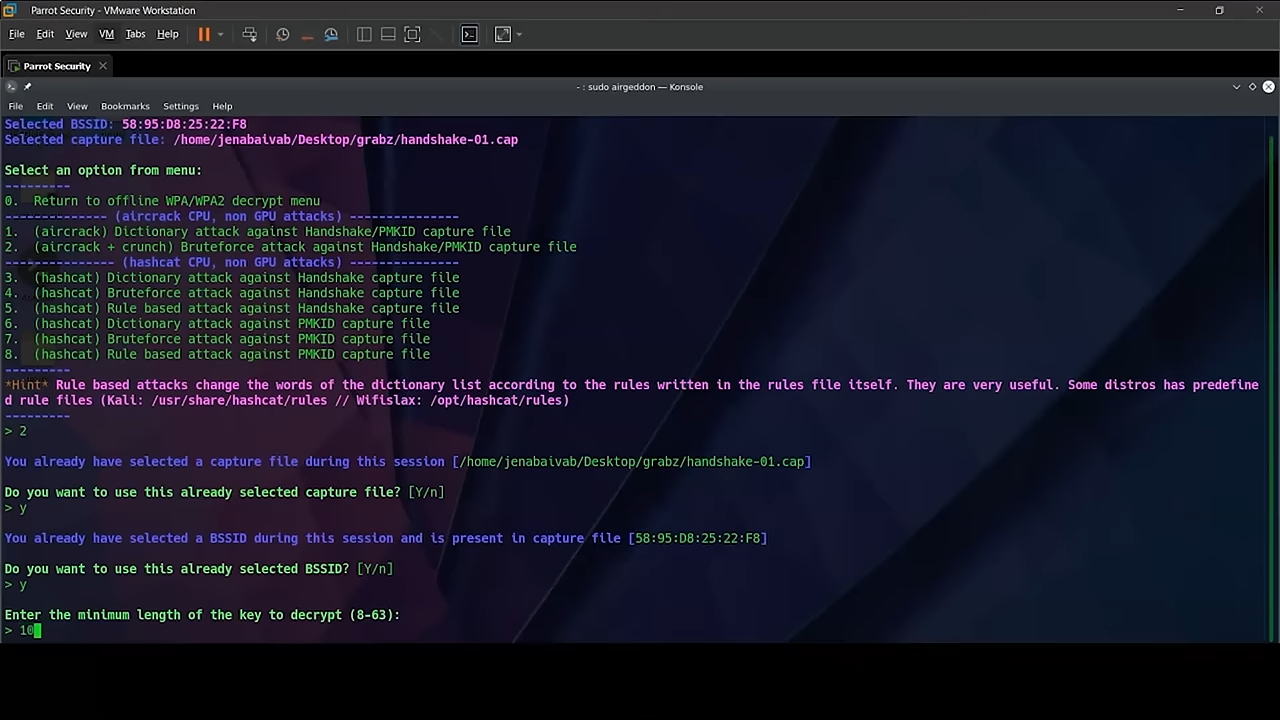 Parrot Security - VMware Workstation
File Edit View VM Tabs Help
Parrot Security
- : sudo airgeddon — Konsole
File Edit View Bookmarks Settings Help
Selected BSSID: 58:95:D8:25:22:F8
Selected capture file: /home/jenabaivab/Desktop/grabz/handshake-01.cap
Select an option from menu:
---------
0.  Return to offline WPA/WPA2 decrypt menu
-------------- (aircrack CPU, non GPU attacks) ---------------
1.  (aircrack) Dictionary attack against Handshake/PMKID capture file
2.  (aircrack + crunch) Bruteforce attack against Handshake/PMKID capture file
--------------- (hashcat CPU, non GPU attacks) ---------------
3.  (hashcat) Dictionary attack against Handshake capture file
4.  (hashcat) Bruteforce attack against Handshake capture file
5.  (hashcat) Rule based attack against Handshake capture file
6.  (hashcat) Dictionary attack against PMKID capture file
7.  (hashcat) Bruteforce attack against PMKID capture file
8.  (hashcat) Rule based attack against PMKID capture file
---------
*Hint* Rule based attacks change the words of the dictionary list according to the rules written in the rules file itself. They are very useful. Some distros has predefine
d rule files (Kali: /usr/share/hashcat/rules // Wifislax: /opt/hashcat/rules)
---------
> 2
You already have selected a capture file during this session [/home/jenabaivab/Desktop/grabz/handshake-01.cap]
Do you want to use this already selected capture file? [Y/n]
> y
You already have selected a BSSID during this session and is present in capture file [58:95:D8:25:22:F8]
Do you want to use this already selected BSSID? [Y/n]
> y
Enter the minimum length of the key to decrypt (8-63):
> 10